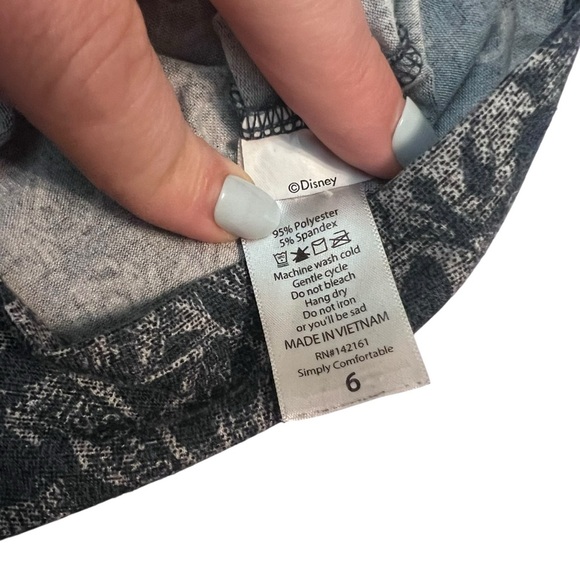 ©Disney
95% Polyester
5% Spandex
Machine wash cold
Gentle cycle
Do not bleach
Hang dry
Do not iron
or you'll be sad
MADE IN VIETNAM
RN#142161
Simply Comfortable
6